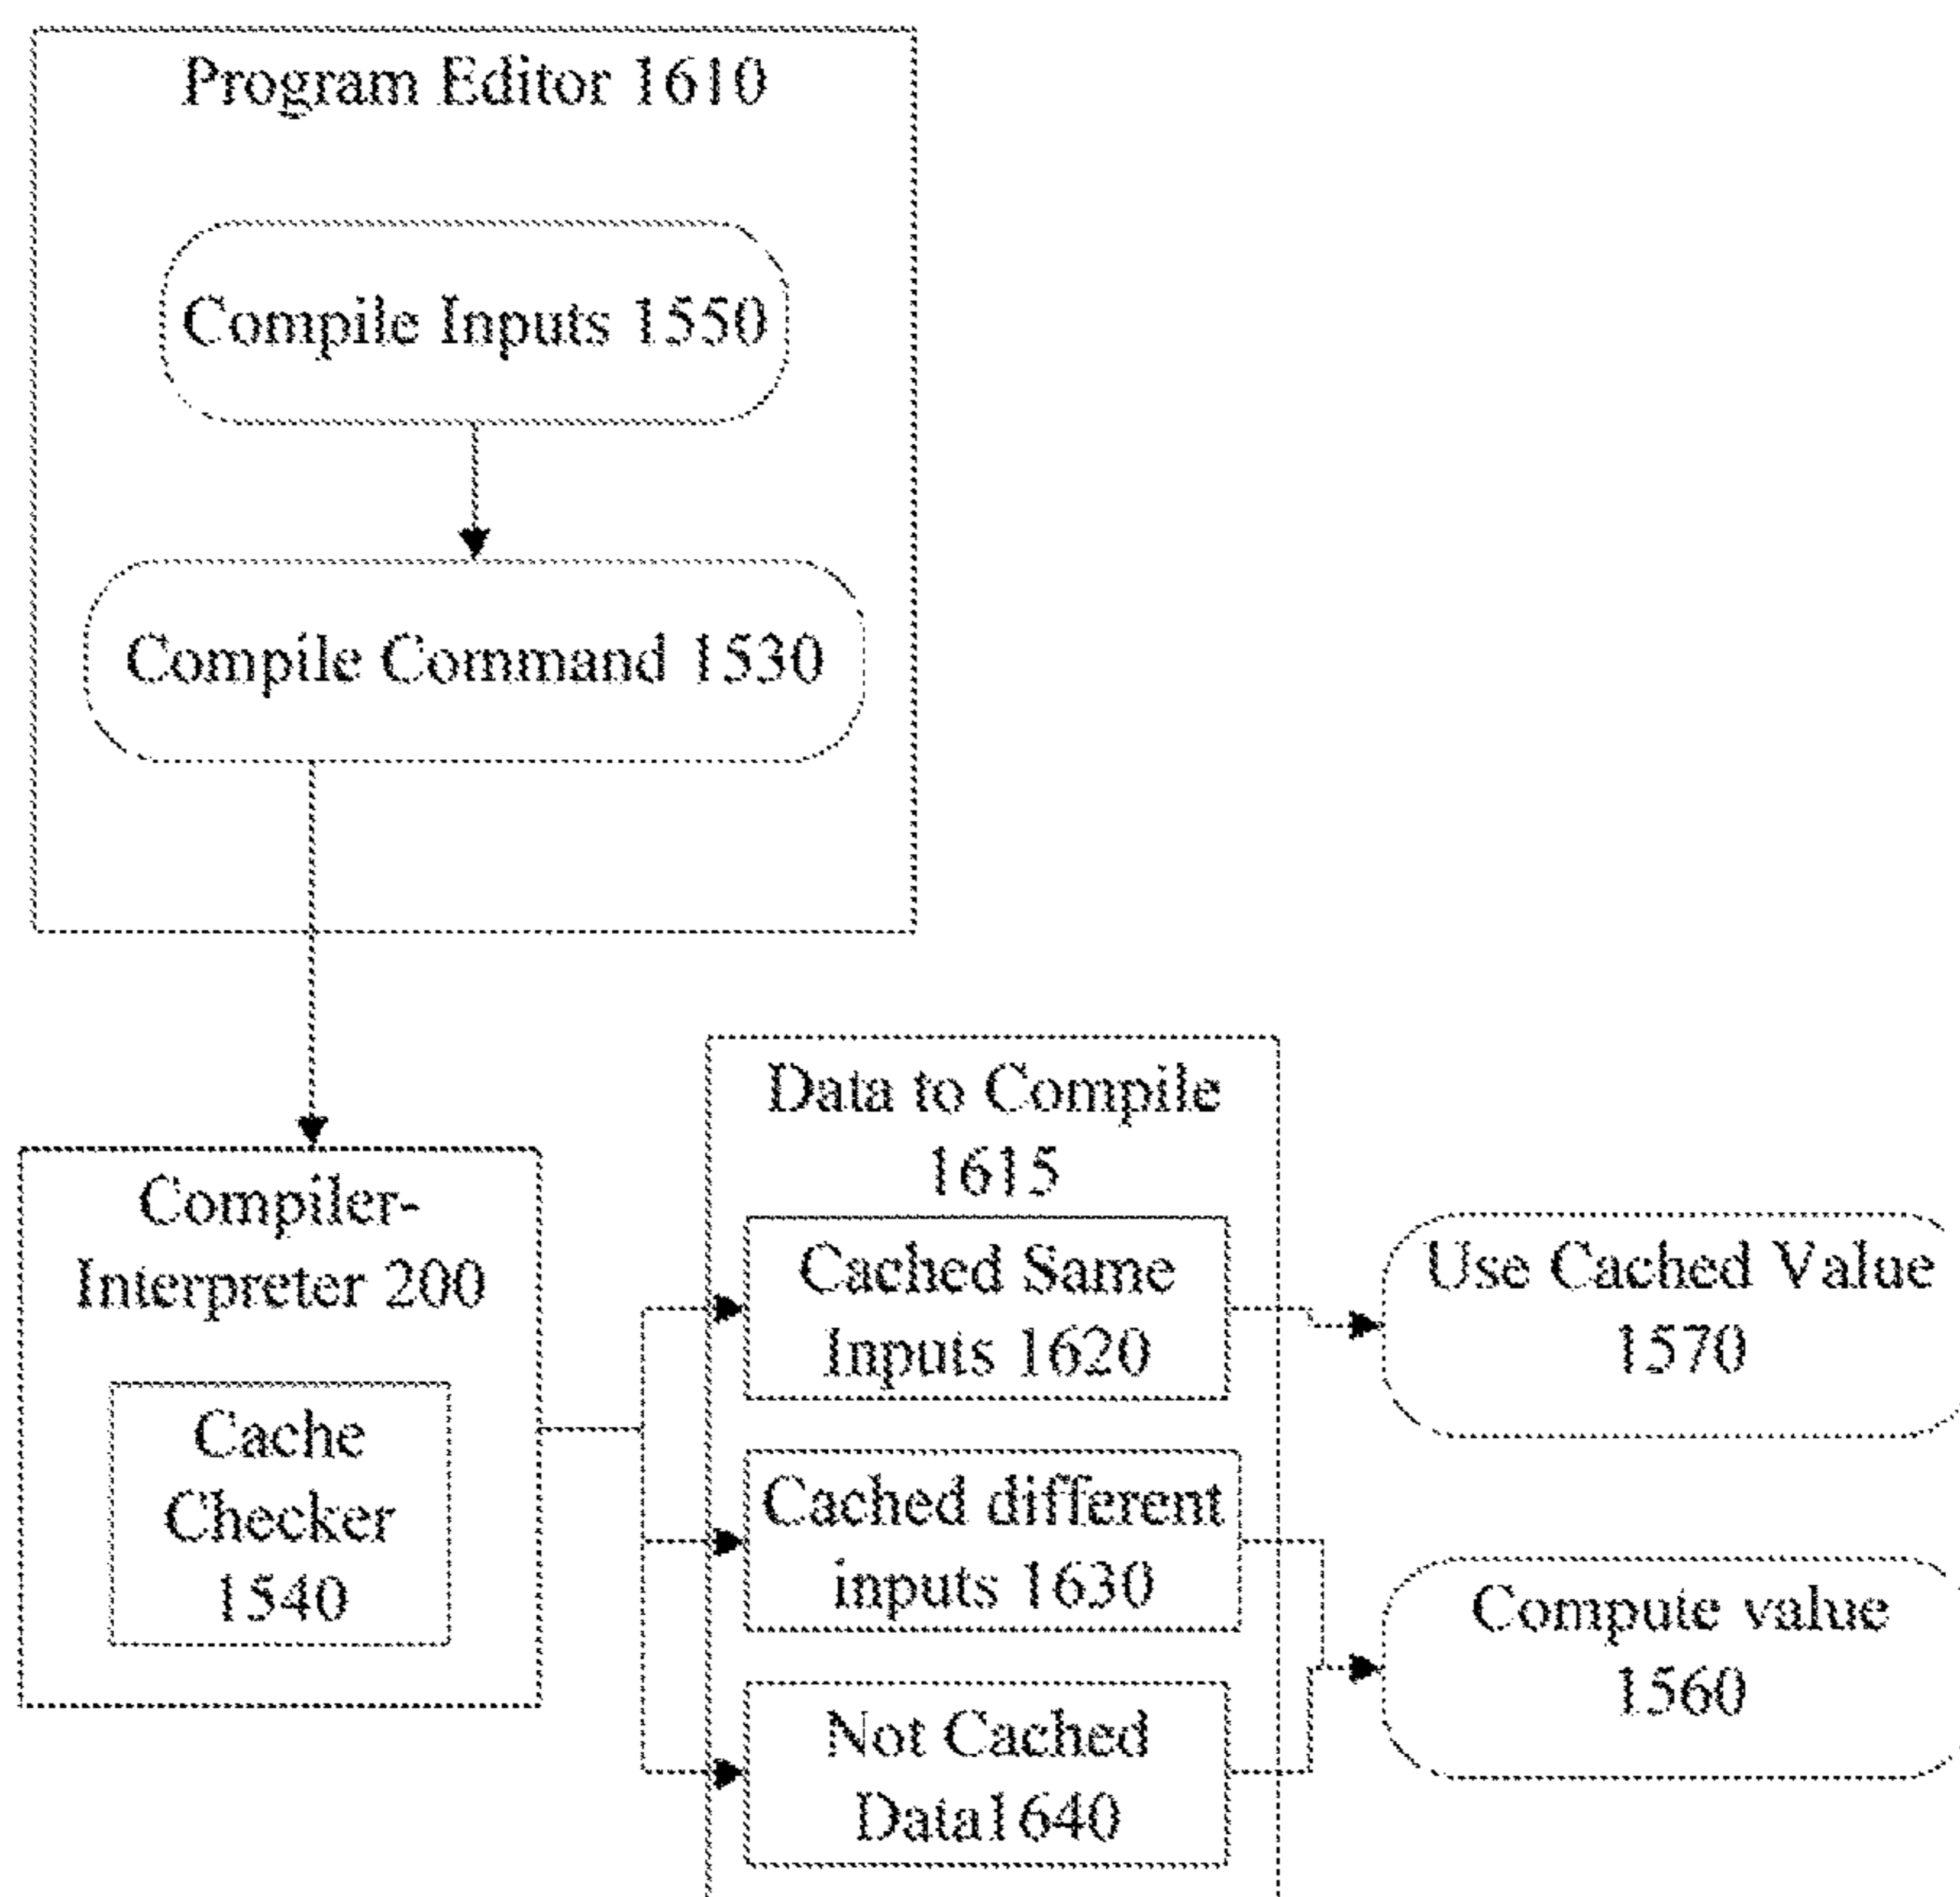 Program Editor 1610
Compile Inputs 1550
Compile Command 1530
Compiler-
Interpreter 200
Cache
Checker
1540
Data to Compile
1615
Cached Same
Inputs 1620
Cached different
inputs 1630
Not Cached
Data1640
Use Cached Value
1570
Compute value
1560